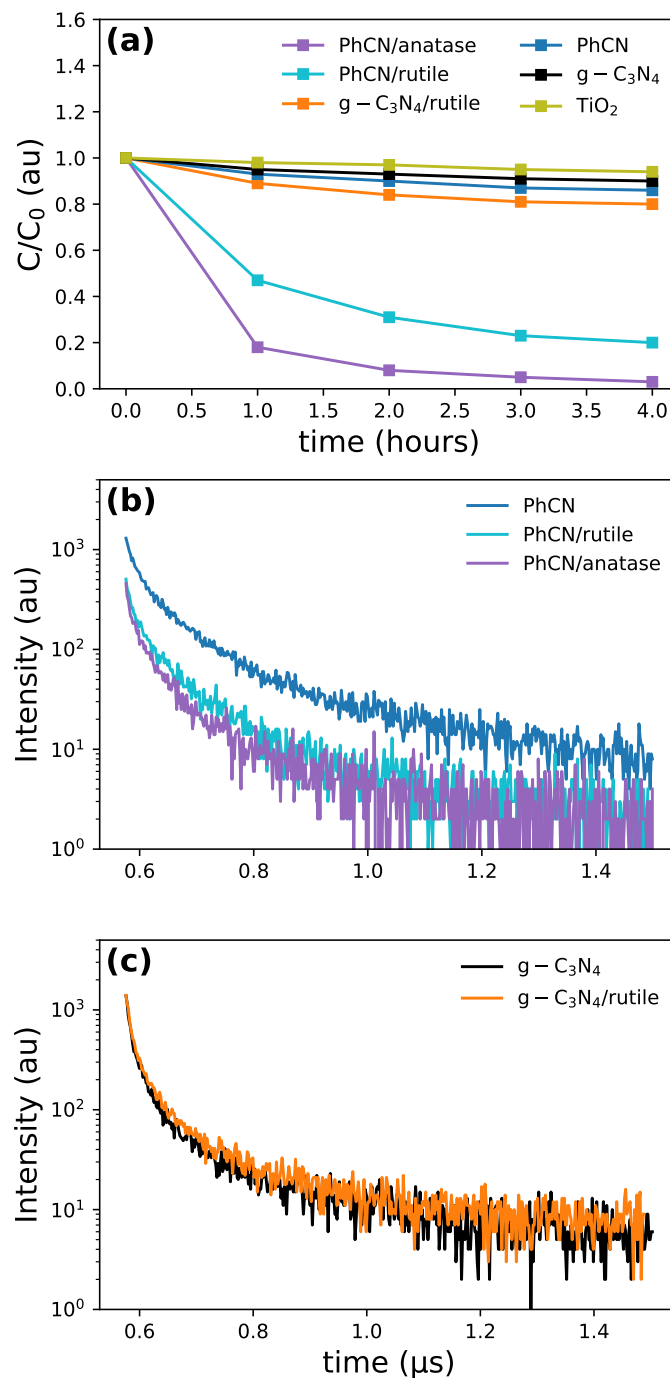 (a)
PhCN/anatase
PhCN/rutile
g − C₃N₄/rutile
PhCN
g − C₃N₄
TiO₂
C/C₀ (au)
1.6
1.4
1.2
1.0
0.8
0.6
0.4
0.2
0.0
0.0 0.5 1.0 1.5 2.0 2.5 3.0 3.5 4.0
time (hours)
(b)
PhCN
PhCN/rutile
PhCN/anatase
Intensity (au)
10³
10²
10¹
10⁰
0.6 0.8 1.0 1.2 1.4
(c)
g − C₃N₄
g − C₃N₄/rutile
Intensity (au)
10³
10²
10¹
10⁰
0.6 0.8 1.0 1.2 1.4
time (μs)